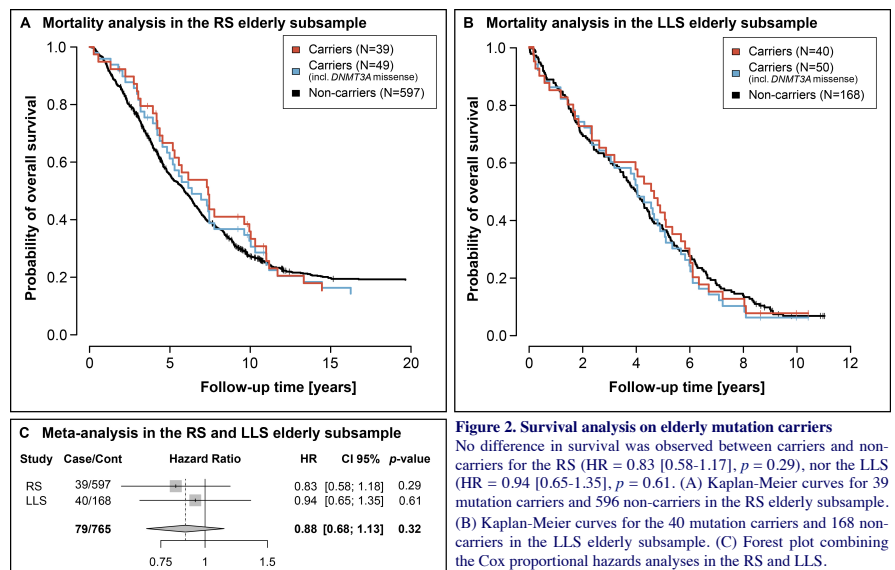 A Mortality analysis in the RS elderly subsample
Probability of overall survival
1.0
0.8
0.6
0.4
0.2
0.0
Carriers (N=39)
Carriers (N=49)
(incl. DNMT3A missense)
Non-carriers (N=597)
0 5 10 15 20
Follow-up time [years]
B Mortality analysis in the LLS elderly subsample
Probability of overall survival
1.0
0.8
0.6
0.4
0.2
0.0
Carriers (N=40)
Carriers (N=50)
(incl. DNMT3A missense)
Non-carriers (N=168)
0 2 4 6 8 10 12
Follow-up time [years]
C Meta-analysis in the RS and LLS elderly subsample
Study Case/Cont Hazard Ratio HR CI 95% p-value
RS 39/597 0.83 [0.58; 1.18] 0.29
LLS 40/168 0.94 [0.65; 1.35] 0.61
79/765 0.88 [0.68; 1.13] 0.32
0.75 1 1.5
Figure 2. Survival analysis on elderly mutation carriers
No difference in survival was observed between carriers and non-
carriers for the RS (HR = 0.83 [0.58-1.17], p = 0.29), nor the LLS
(HR = 0.94 [0.65-1.35], p = 0.61. (A) Kaplan-Meier curves for 39
mutation carriers and 596 non-carriers in the RS elderly subsample.
(B) Kaplan-Meier curves for the 40 mutation carriers and 168 non-
carriers in the LLS elderly subsample. (C) Forest plot combining
the Cox proportional hazards analyses in the RS and LLS.